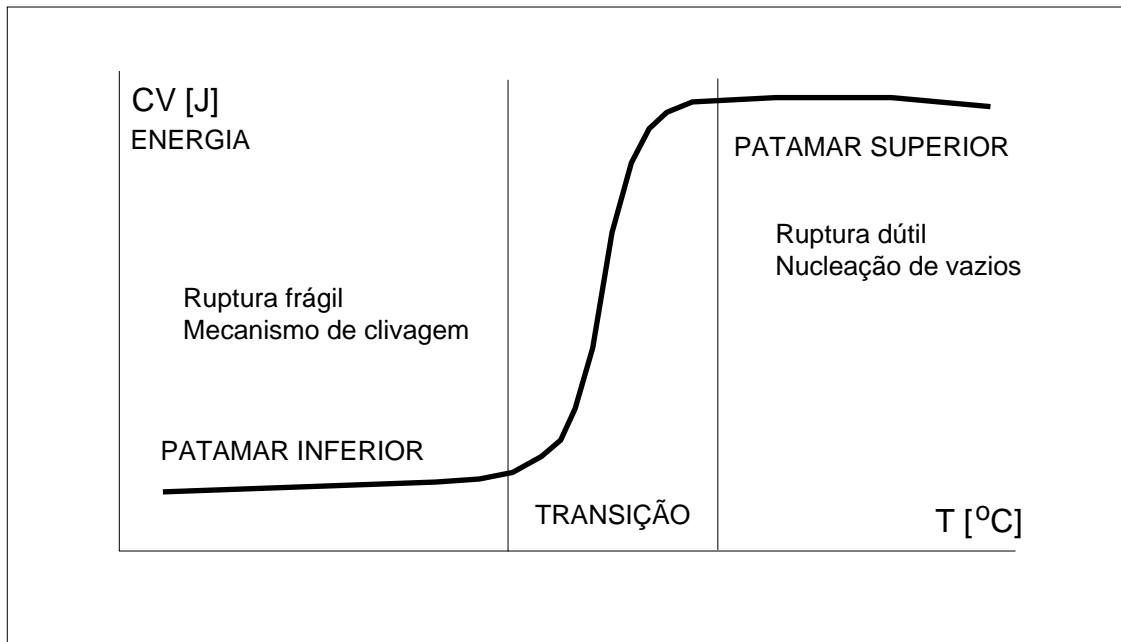 CV [J]
ENERGIA
PATAMAR SUPERIOR
Ruptura dútil
Nucleação de vazios
Ruptura frágil
Mecanismo de clivagem
PATAMAR INFERIOR
TRANSIÇÃO
T [ºC]